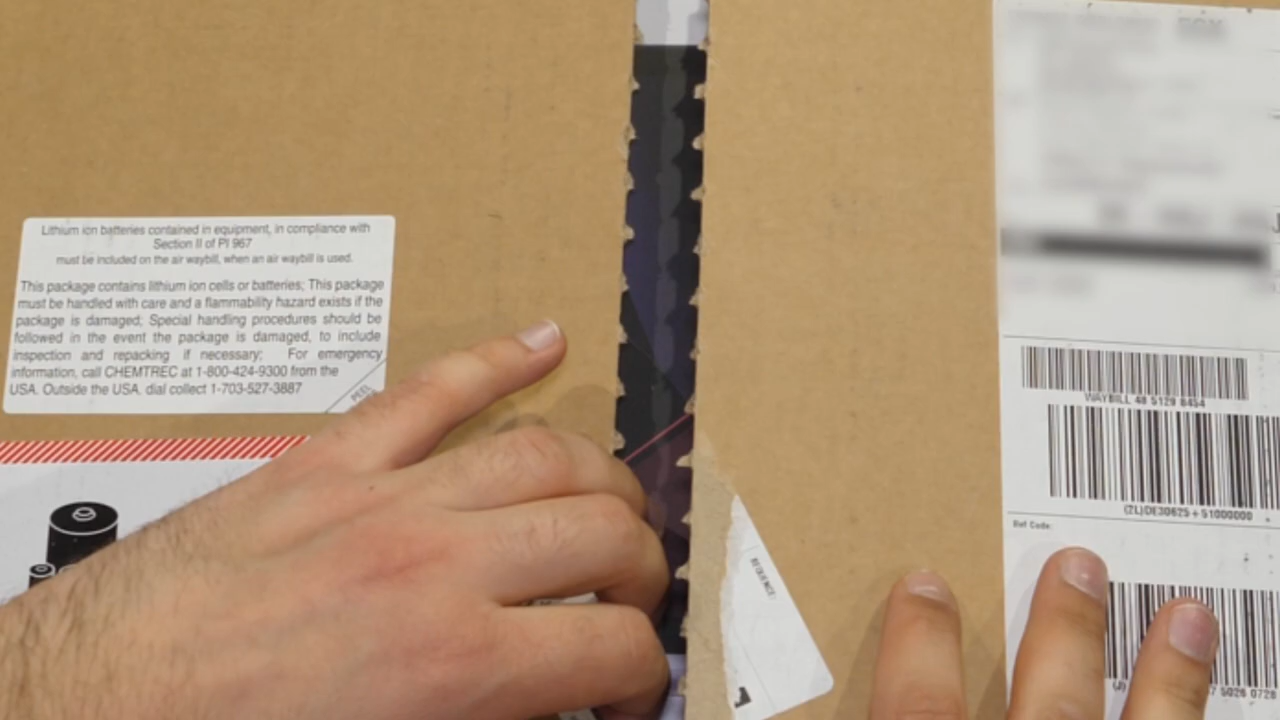 Lithium ion batteries contained in equipment, in compliance with
Section II of PI 967
must be included on the air waybill, when an air waybill is used.
This package contains lithium ion cells or batteries; This package
must be handled with care and a flammability hazard exists if the
package is damaged; Special handling procedures should be
followed in the event the package is damaged, to include
inspection and repacking if necessary; For emergency
information, call CHEMTREC at 1-800-424-9300 from the
USA. Outside the USA, dial collect 1-703-527-3887
PEEL
WAYBILL 48 5129 8454
(2L)DE30625+51000000
Ref Code:
5026 0728